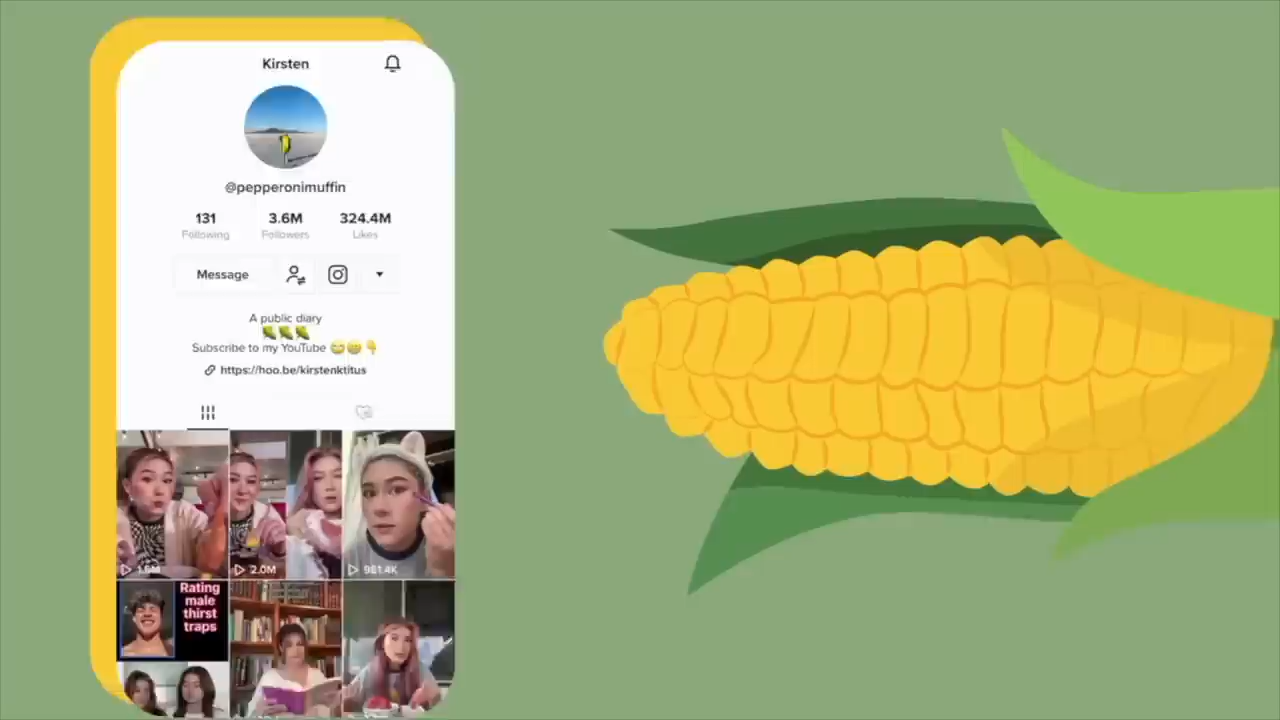 Kirsten
@pepperonimuffin
131 3.6M 324.4M
Following Followers Likes
Message
A public diary
Subscribe to my YouTube
https://hoo.be/kirstenktitus
2.0M 981.4K
Rating
male
thirst
traps